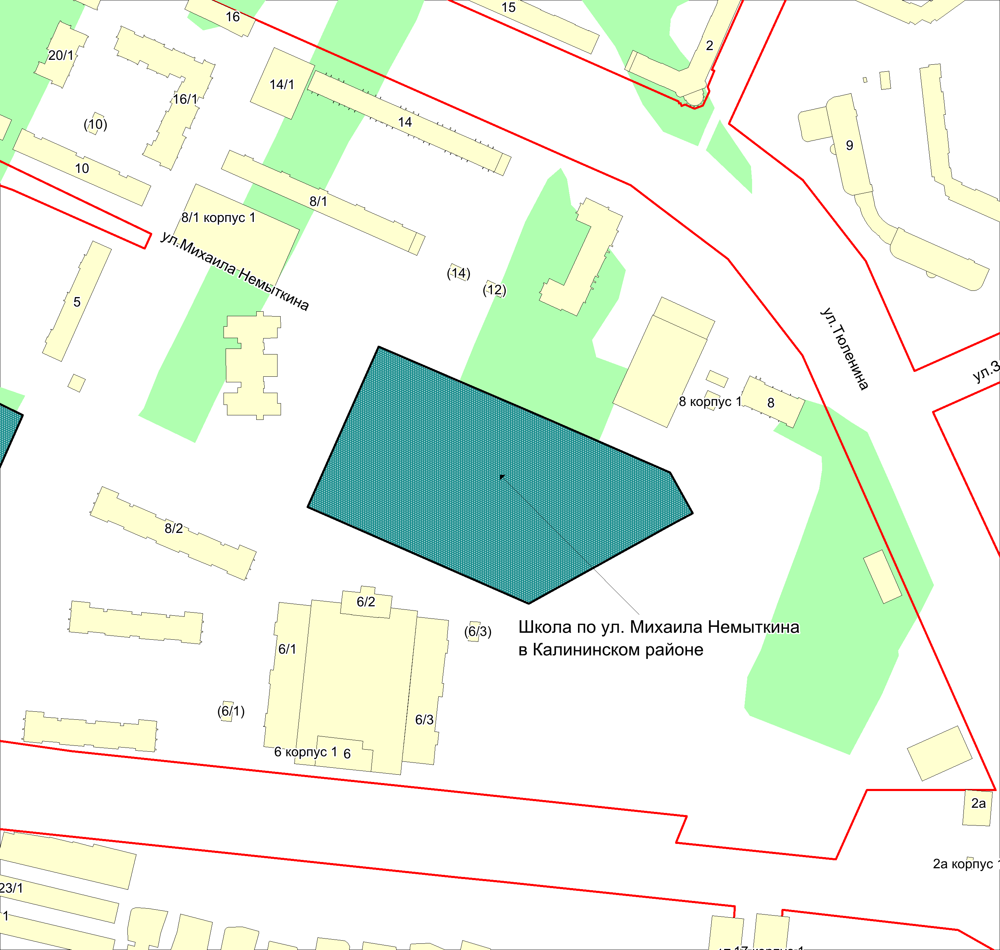 16
15
2
20/1
14/1
16/1
14
(10)
9
10
8/1
8/1 корпус 1
ул.Михаила Немыткина
(14)
(12)
5
ул.Тюленина
8 корпус 1
8
8/2
6/2
Школа по ул. Михаила Немыткина
в Калининском районе
(6/3)
6/1
(6/1)
6/3
6 корпус 1
6
2а
2а корпус 1
23/1
1